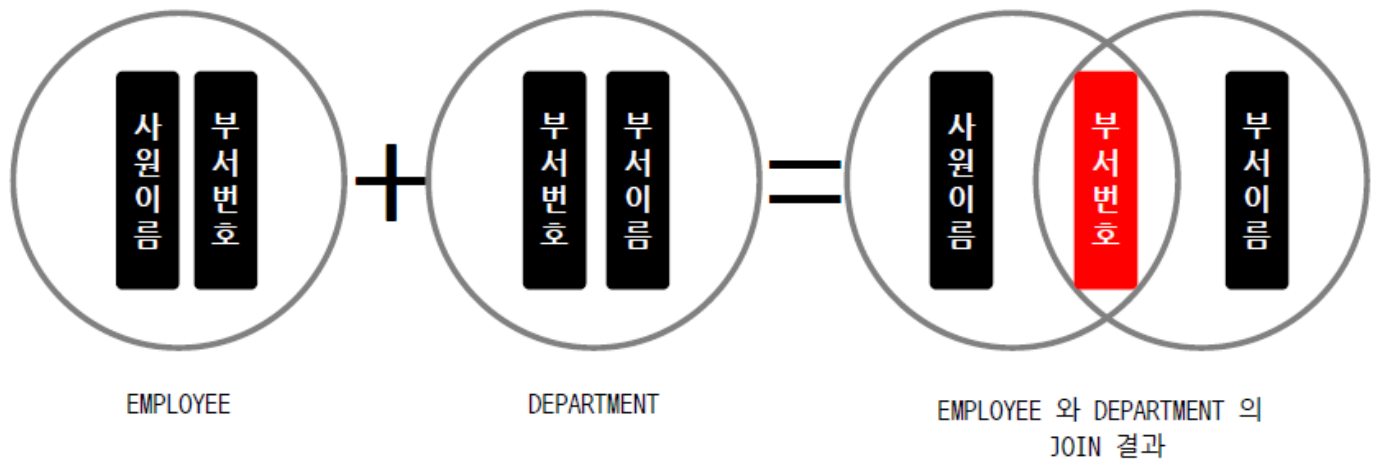 사원이름
부서번호
부서번호
부서이름
사원이름
부서번호
부서이름
EMPLOYEE
DEPARTMENT
EMPLOYEE 와 DEPARTMENT 의
JOIN 결과